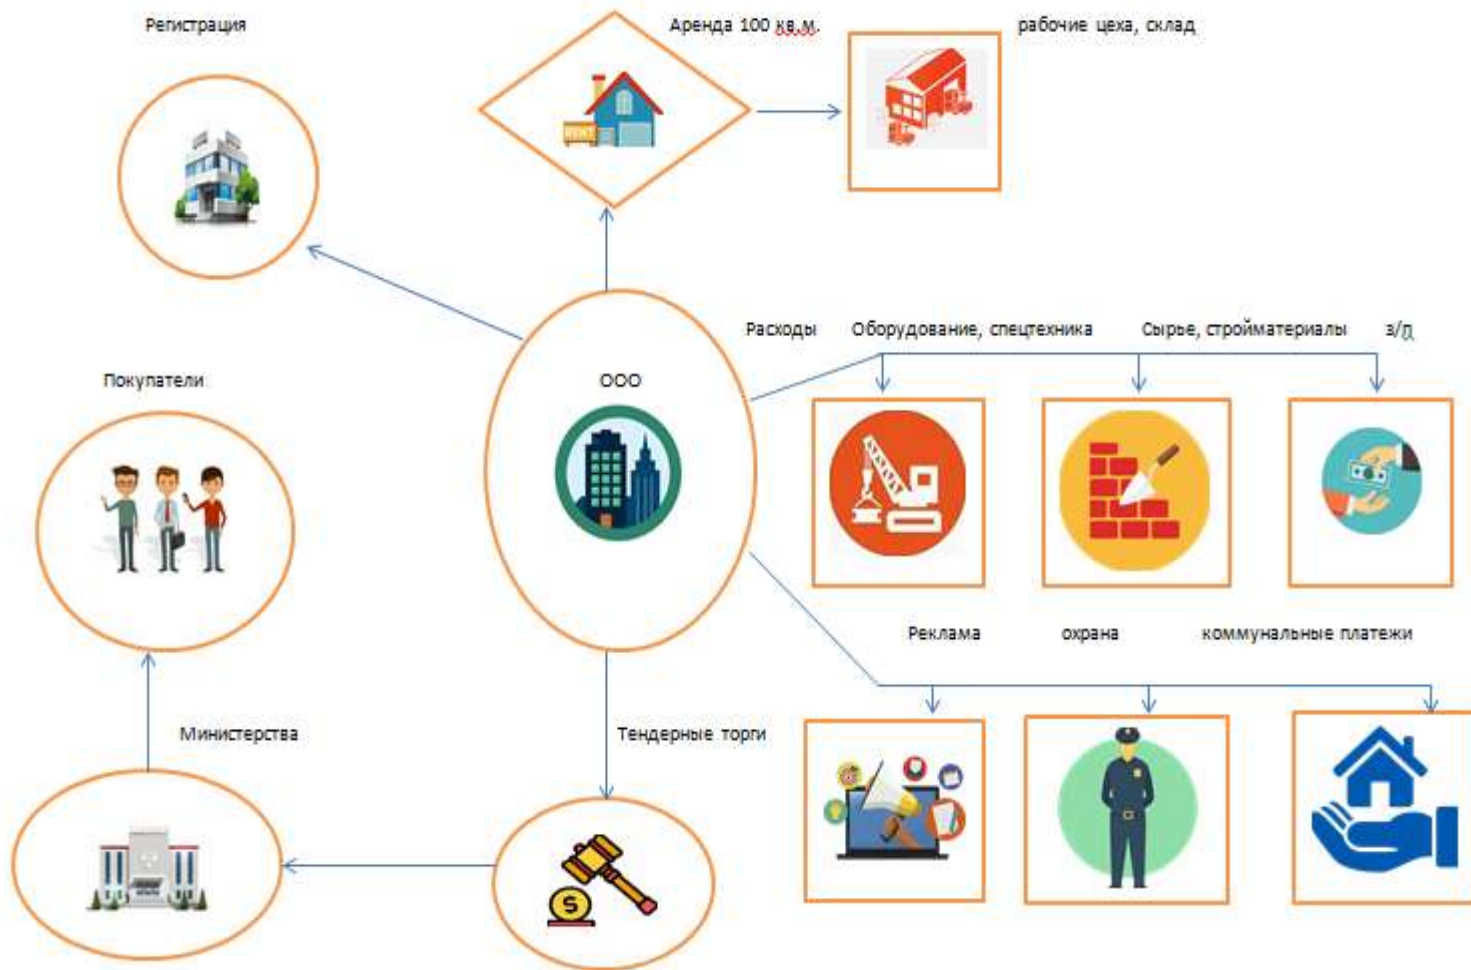 Регистрация
Аренда 100 кв.м.
рабочие цеха, склад
Расходы
Оборудование, спецтехника
Сырье, стройматериалы
з/п
Покупатели
ООО
Реклама
охрана
коммунальные платежи
Министерства
Тендерные торги
RENT
$